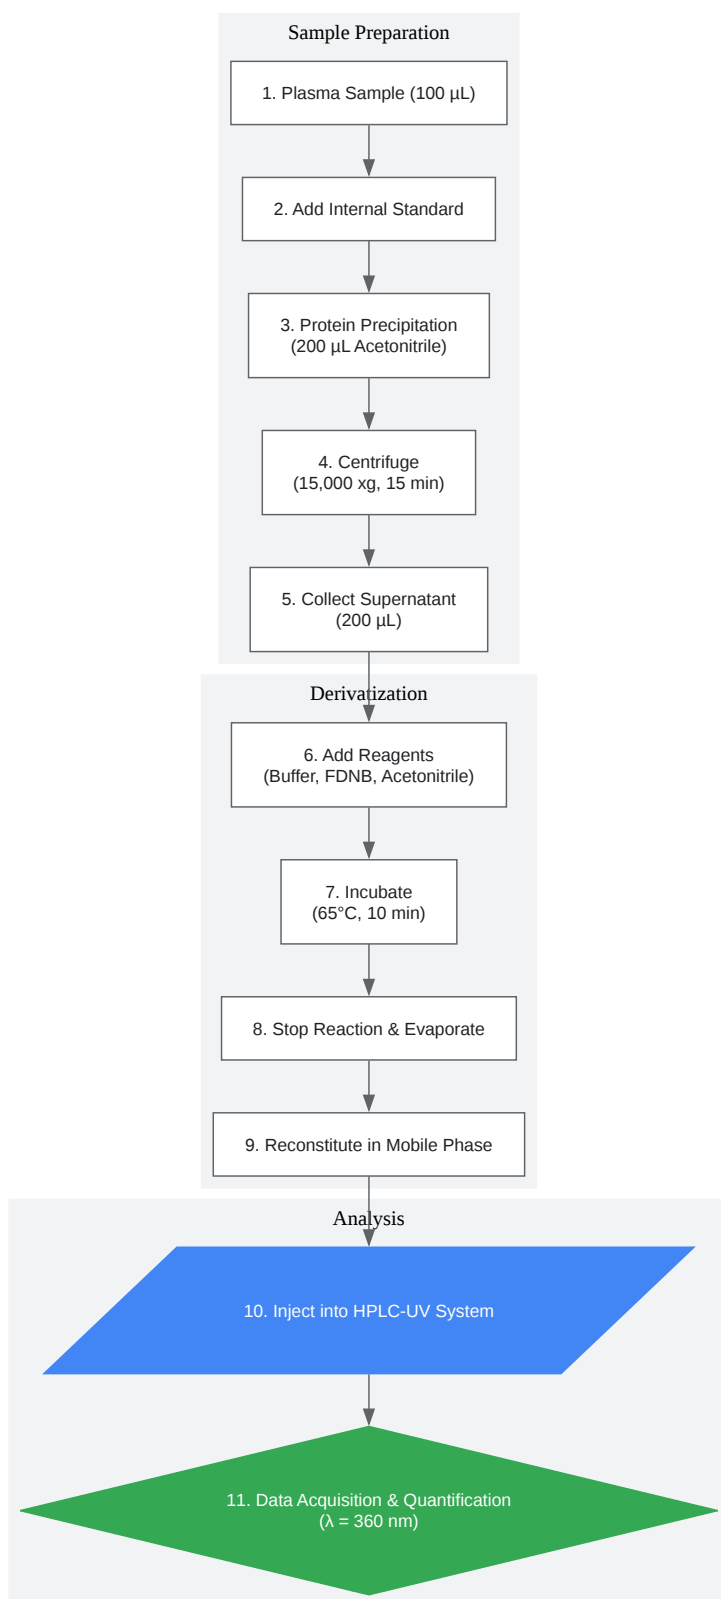 Sample Preparation
1. Plasma Sample (100 µL)
2. Add Internal Standard
3. Protein Precipitation
(200 µL Acetonitrile)
4. Centrifuge
(15,000 xg, 15 min)
5. Collect Supernatant
(200 µL)
Derivatization
6. Add Reagents
(Buffer, FDNB, Acetonitrile)
7. Incubate
(65°C, 10 min)
8. Stop Reaction & Evaporate
9. Reconstitute in Mobile Phase
Analysis
10. Inject into HPLC-UV System
11. Data Acquisition & Quantification
(λ = 360 nm)